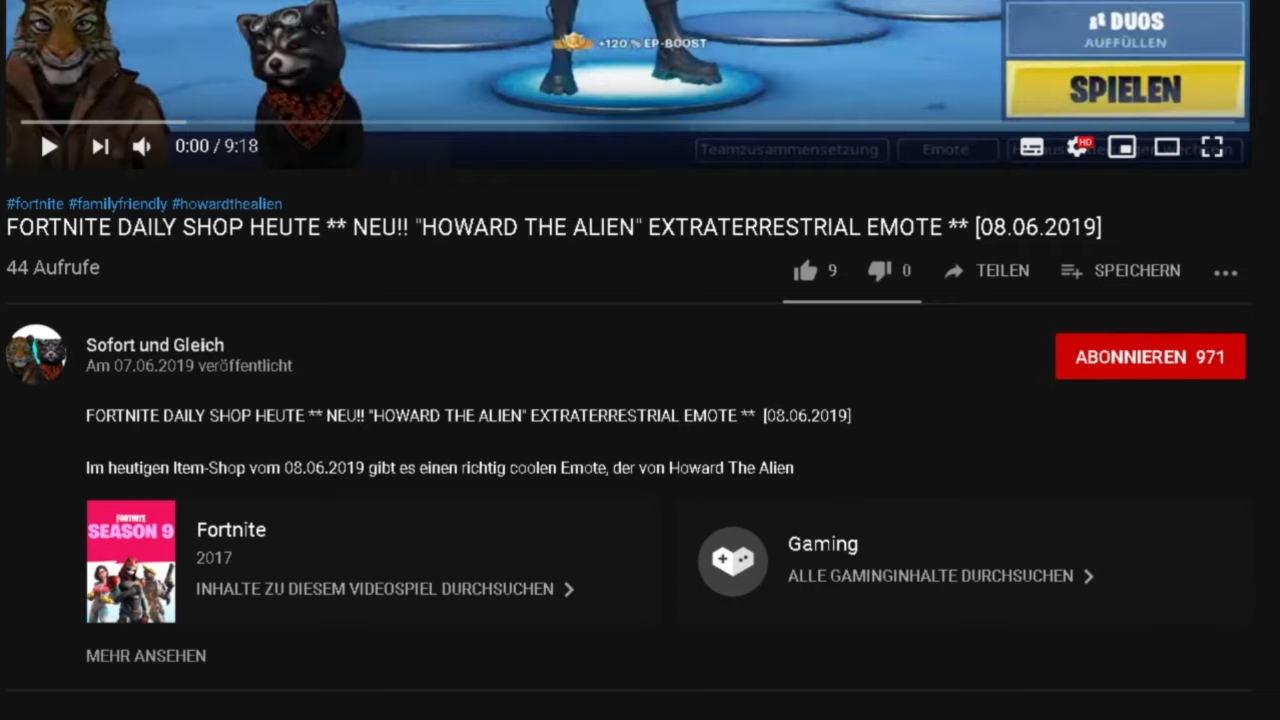 DUOS
AUFFÜLLEN
+120 % EP-BOOST
SPIELEN
0:00 / 9:18
Teamzusammensetzung
Emote
HD
#fortnite #familyfriendly #howardthealien
FORTNITE DAILY SHOP HEUTE ** NEU!! "HOWARD THE ALIEN" EXTRATERRESTRIAL EMOTE ** [08.06.2019]
44 Aufrufe
9
0
TEILEN
SPEICHERN
Sofort und Gleich
Am 07.06.2019 veröffentlicht
ABONNIEREN 971
FORTNITE DAILY SHOP HEUTE ** NEU!! "HOWARD THE ALIEN" EXTRATERRESTRIAL EMOTE ** [08.06.2019]
Im heutigen Item-Shop vom 08.06.2019 gibt es einen richtig coolen Emote, der von Howard The Alien
FORTNITE
SEASON 9
Fortnite
2017
INHALTE ZU DIESEM VIDEOSPIEL DURCHSUCHEN
Gaming
ALLE GAMINGINHALTE DURCHSUCHEN
MEHR ANSEHEN